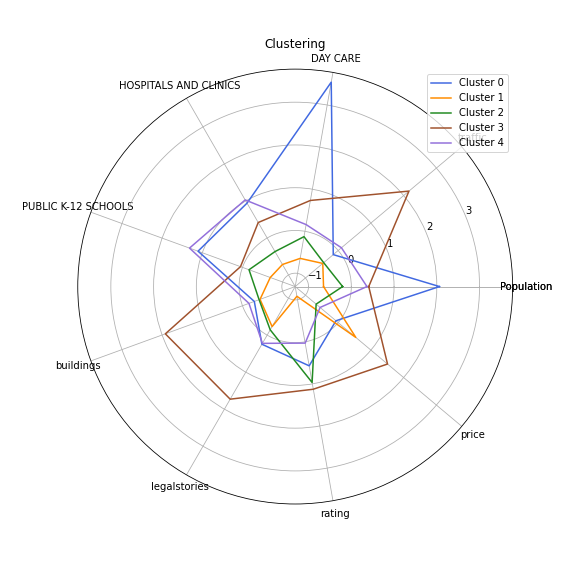 Clustering
DAY CARE
HOSPITALS AND CLINICS
Cluster 0
Cluster 1
Cluster 2
Cluster 3
Cluster 4
PUBLIC K-12 SCHOOLS
3
2
1
0
−1
Population
buildings
price
legalstories
rating